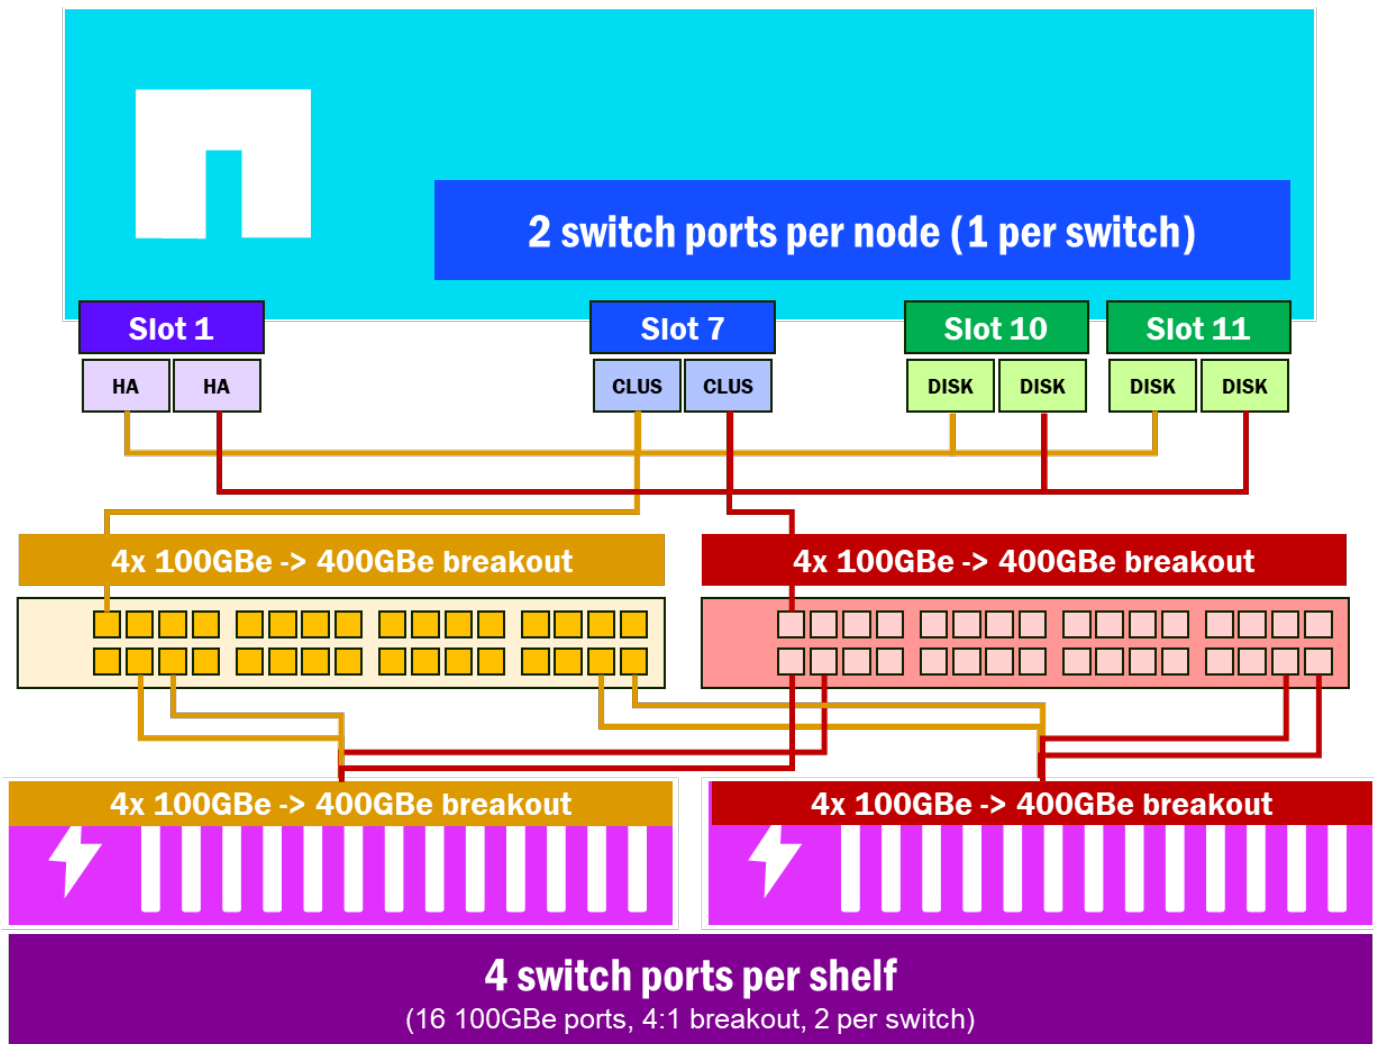 2 switch ports per node (1 per switch)
Slot 1
Slot 7
Slot 10
Slot 11
HA
HA
CLUS
CLUS
DISK
DISK
DISK
DISK
4x 100GBe -> 400GBe breakout
4x 100GBe -> 400GBe breakout
4x 100GBe -> 400GBe breakout
4x 100GBe -> 400GBe breakout
4 switch ports per shelf
(16 100GBe ports, 4:1 breakout, 2 per switch)